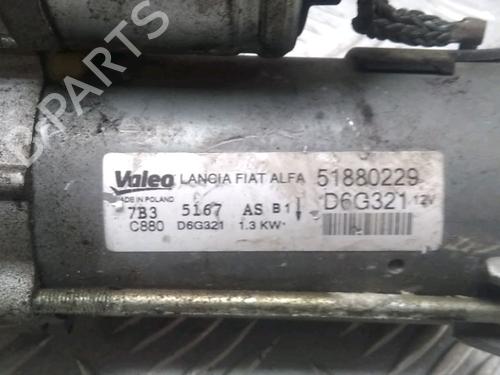 D-PARTS
Valeo LANCIA FIAT ALFA 51880229
MADE IN POLAND D6G321 12V
7B3 5167 AS B1
C880 D6G321 1.3 KW